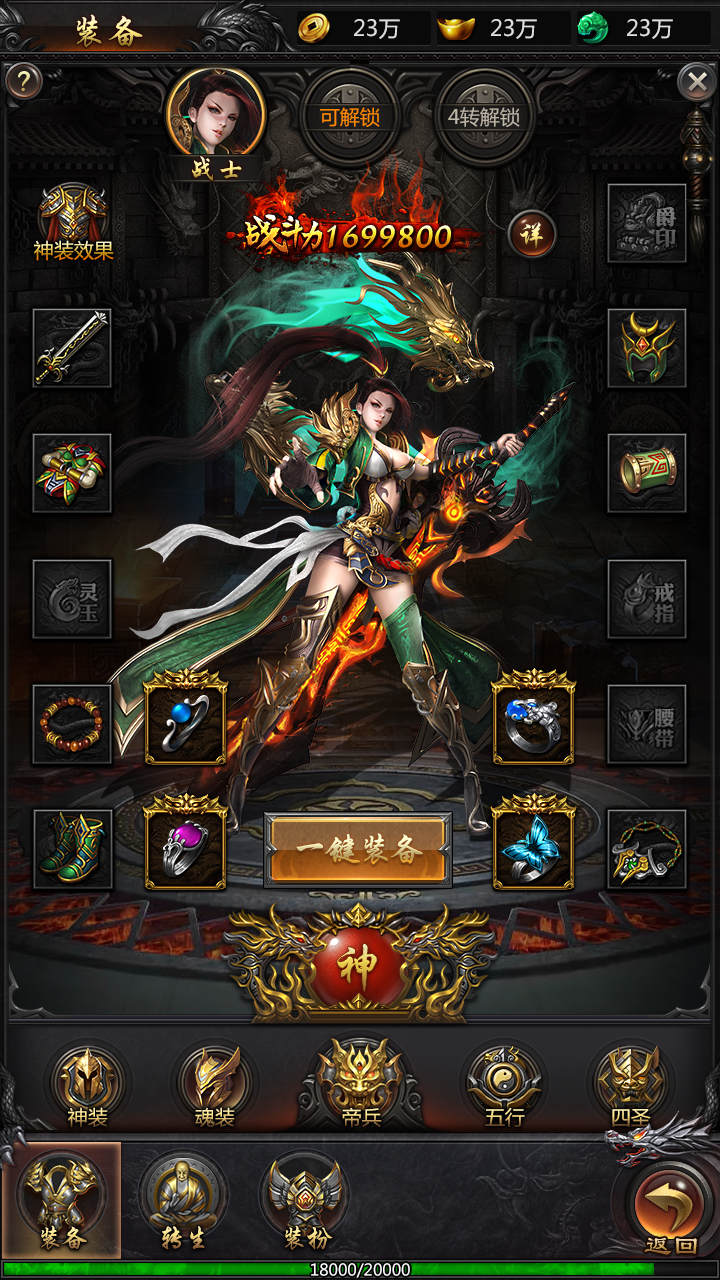 装备 23万 23万 23万
?
可解锁 4转解锁
战士
战斗力1699800 详
神装效果 爵印
灵玉 戒指
腰带
一键装备
神
神装 魂装 帝兵 五行 四圣
装备 转生 装扮 返回
18000/20000